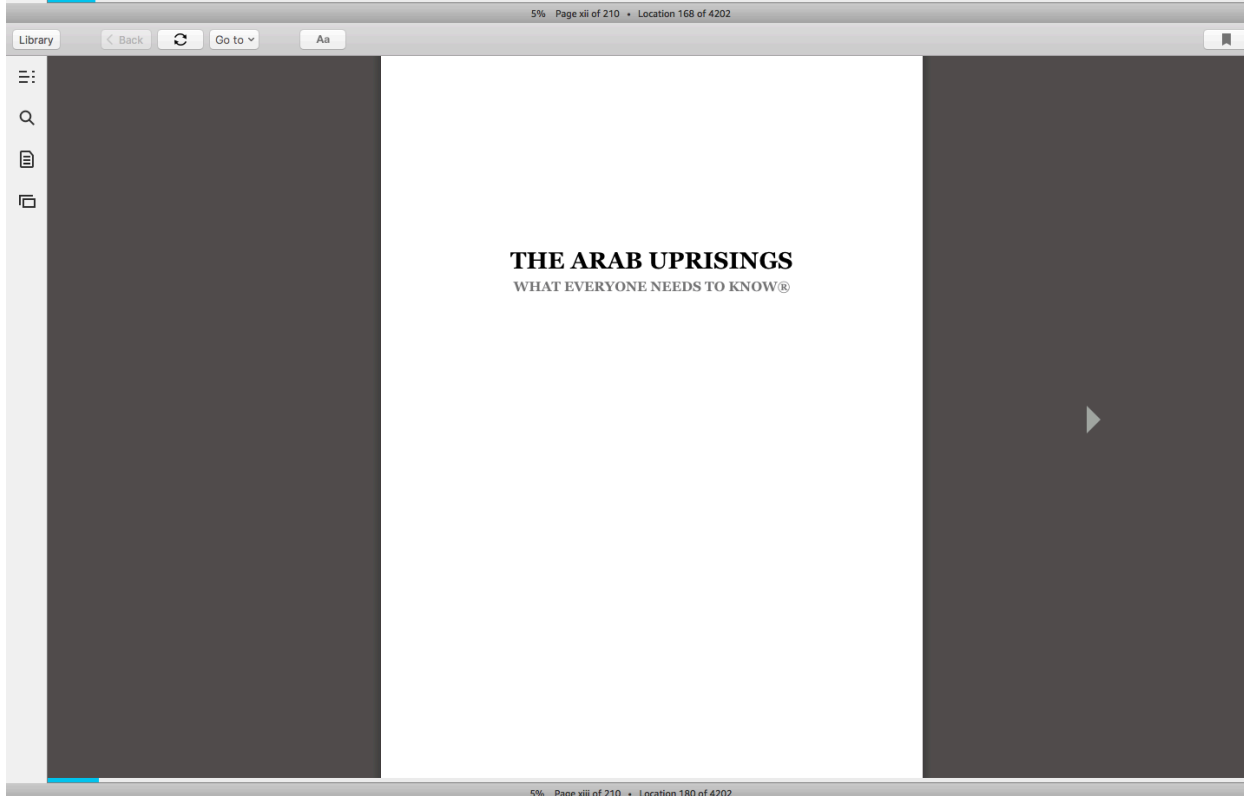 5% Page xii of 210 • Location 168 of 4202
Library < Back Go to Aa
THE ARAB UPRISINGS
WHAT EVERYONE NEEDS TO KNOW®
5% Page xiii of 210 • Location 180 of 4202